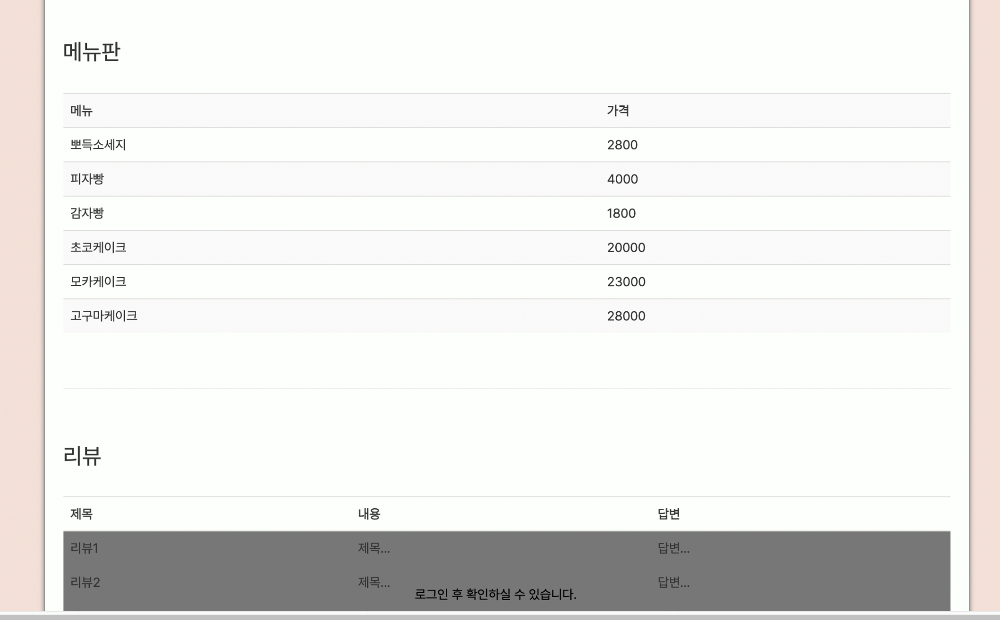 메뉴판
메뉴 가격
뽀득소세지 2800
피자빵 4000
감자빵 1800
초코케이크 20000
모카케이크 23000
고구마케이크 28000
리뷰
제목 내용 답변
리뷰1 제목... 답변...
리뷰2 제목... 답변...
로그인 후 확인하실 수 있습니다.